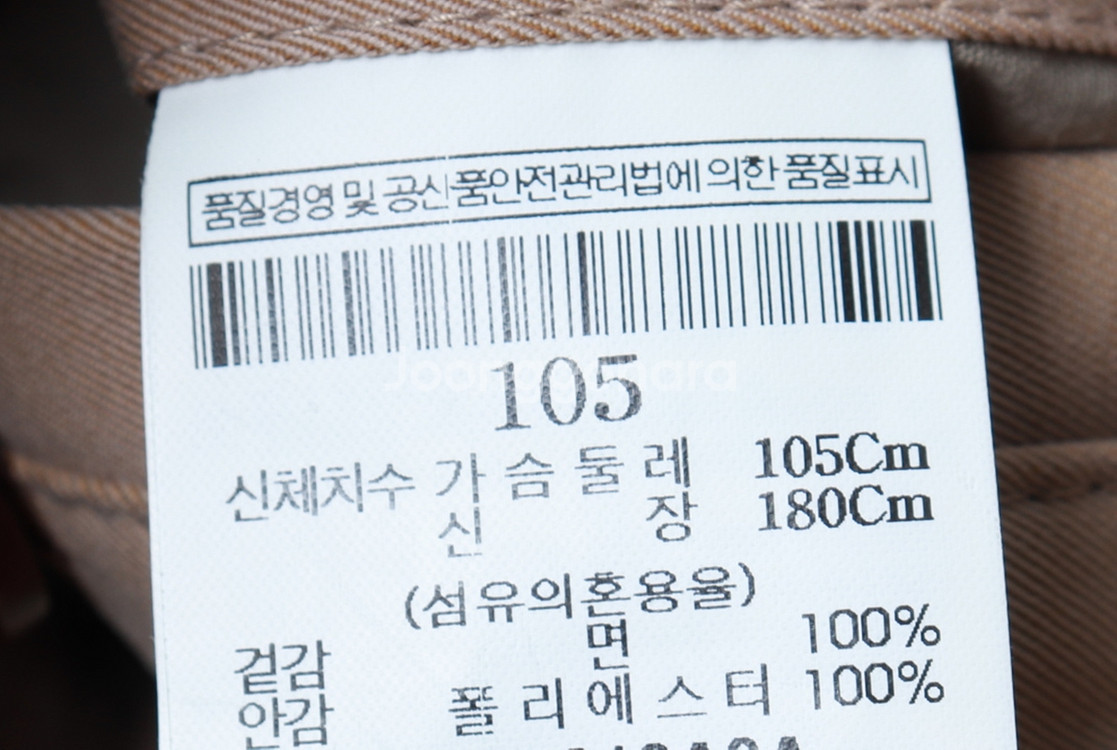 품질경영 및 공신품안전관리법에 의한 품질표시
105
신체치수 가슴둘레 105Cm
신 장 180Cm
(섬유의혼용율)
겉감 면 100%
안감 폴리에스터 100%